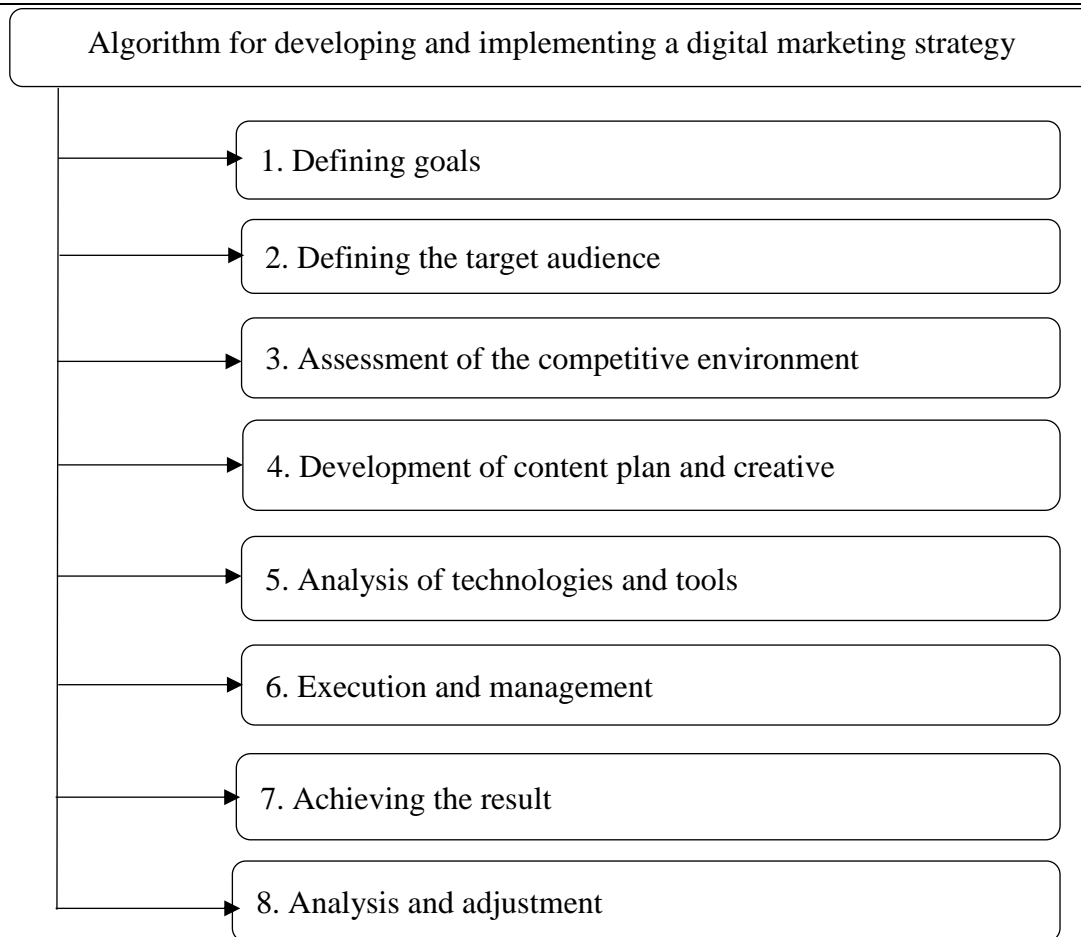 Algorithm for developing and implementing a digital marketing strategy
1. Defining goals
2. Defining the target audience
3. Assessment of the competitive environment
4. Development of content plan and creative
5. Analysis of technologies and tools
6. Execution and management
7. Achieving the result
8. Analysis and adjustment